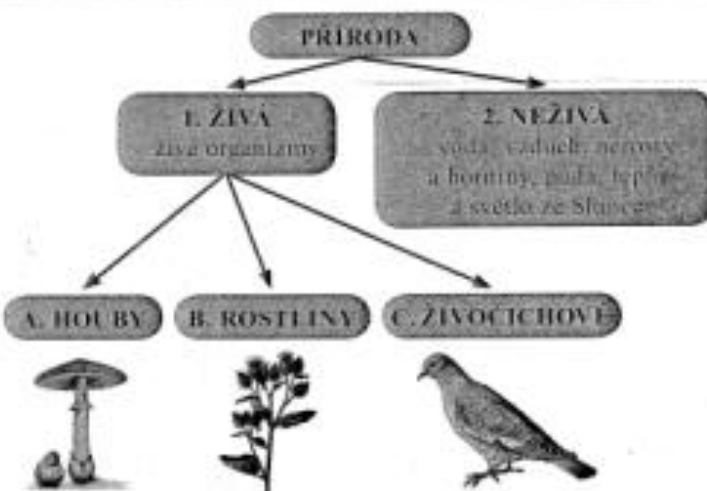 PŘÍRODA
1. ŽIVÁ
živé organizmy
2. NEŽIVÁ
voda, vzduch, nerosty
a horniny, půda, teplo
a světlo ze Slunce
A. HOUBY
B. ROSTLINY
C. ŽIVOČICHOVÉ